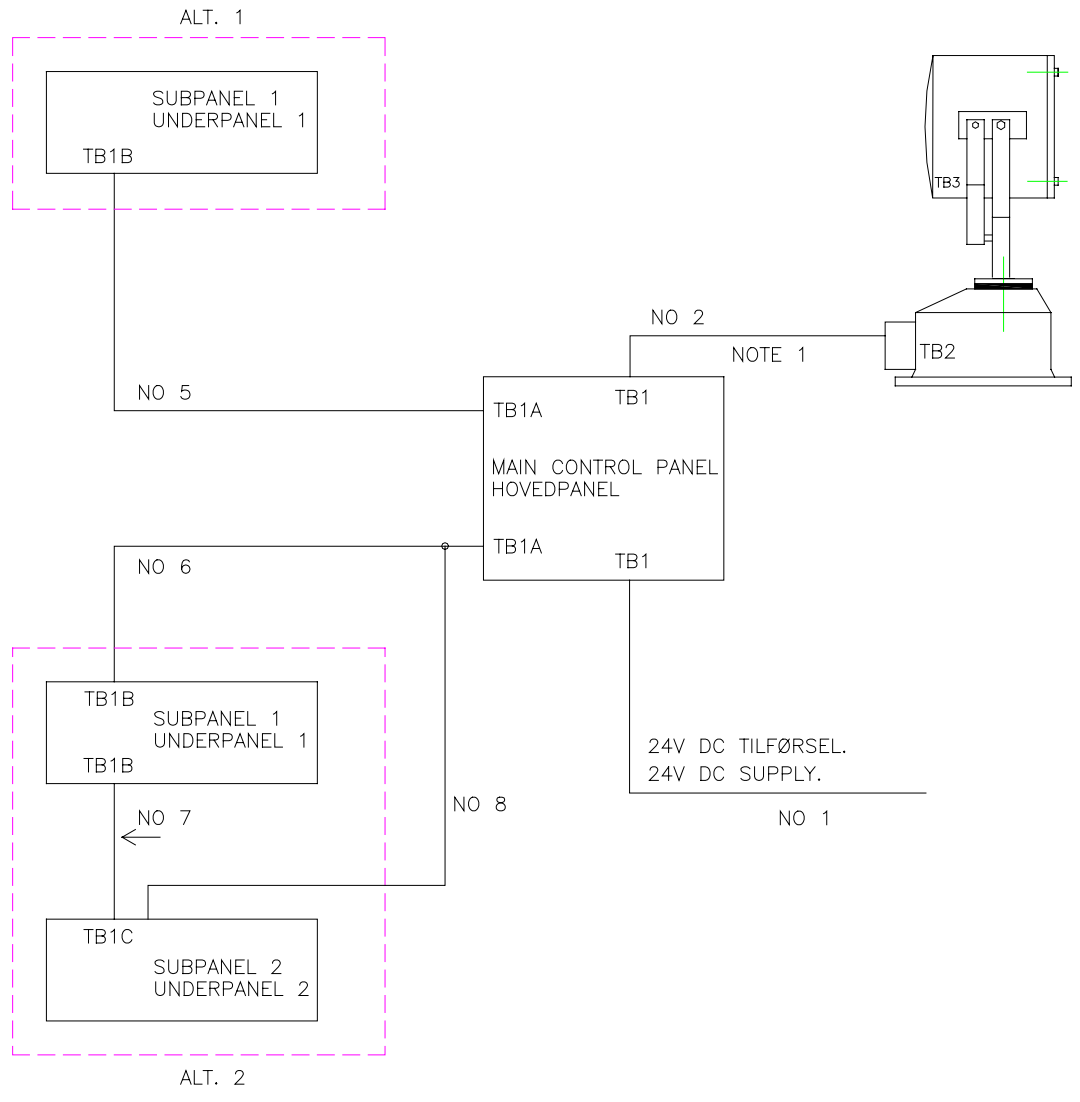 ALT. 1
SUBPANEL 1
UNDERPANEL 1
TB1B
TB3
NO 2
NOTE 1
TB2
NO 5
TB1A
TB1
MAIN CONTROL PANEL
HOVEDPANEL
TB1A
TB1
NO 6
TB1B
SUBPANEL 1
UNDERPANEL 1
TB1B
24V DC TILFØRSEL.
24V DC SUPPLY.
NO 1
NO 7
NO 8
TB1C
SUBPANEL 2
UNDERPANEL 2
ALT. 2